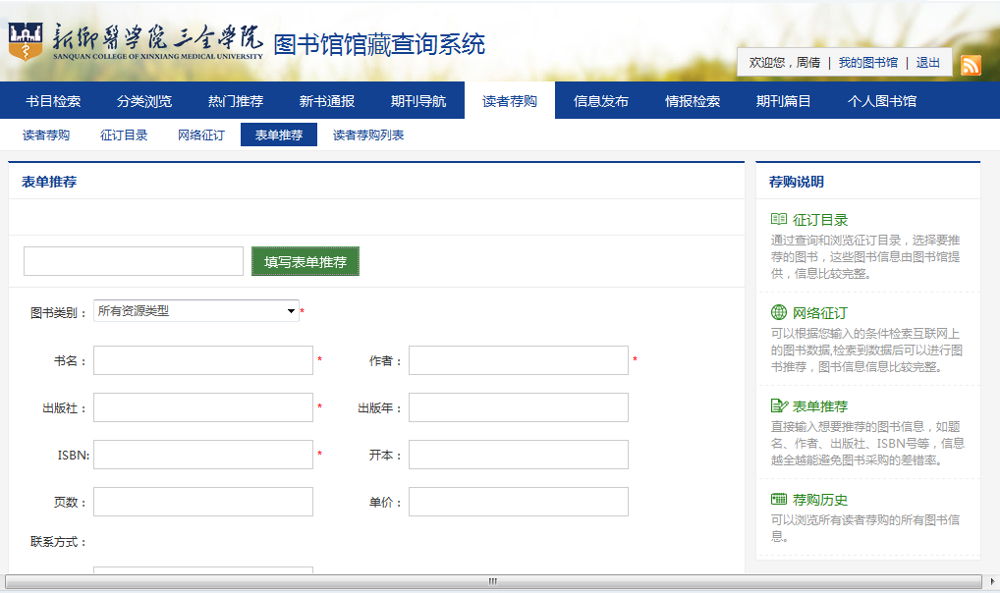 新鄉醫學院三全學院
SANQUAN COLLEGE OF XINXIANG MEDICAL UNIVERSITY
图书馆馆藏查询系统
欢迎您，周倩 | 我的图书馆 | 退出
书目检索 分类浏览 热门推荐 新书通报 期刊导航 读者荐购 信息发布 情报检索 期刊篇目 个人图书馆
读者荐购 征订目录 网络征订 表单推荐 读者荐购列表
表单推荐
填写表单推荐
图书类别： 所有资源类型 *
书名： * 作者： *
出版社： * 出版年：
ISBN: * 开本：
页数： 单价：
联系方式：
荐购说明
征订目录
通过查询和浏览征订目录，选择要推
荐的图书，这些图书信息由图书馆提
供，信息比较完整。
网络征订
可以根据您输入的条件检索互联网上
的图书数据,检索到数据后可以进行图
书推荐，图书信息信息比较完整。
表单推荐
直接输入想要推荐的图书信息，如题
名、作者、出版社、ISBN号等，信息
越全越能避免图书采购的差错率。
荐购历史
可以浏览所有读者荐购的所有图书信
息。